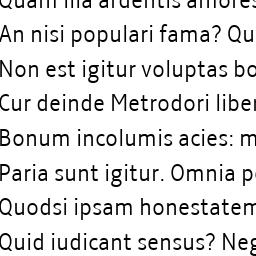 Quam illa ardentis amores
An nisi populari fama? Qu
Non est igitur voluptas bo
Cur deinde Metrodori liber
Bonum incolumis acies: m
Paria sunt igitur. Omnia p
Quodsi ipsam honestatem
Quid iudicant sensus? Neg